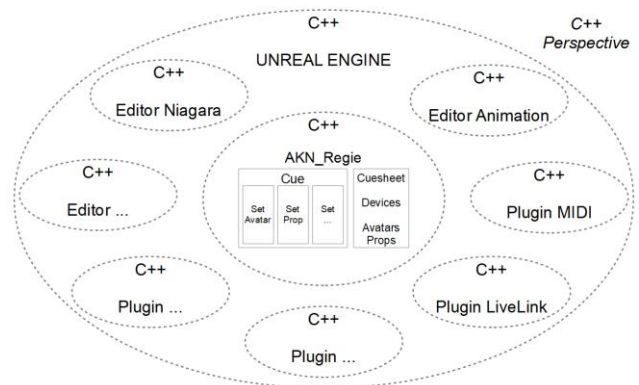 C++
Perspective
C++
UNREAL ENGINE
C++
Editor Niagara
C++
Editor Animation
C++
AKN_Regie
Cue
Set
Avatar
Set
Prop
Set
...
Cuesheet
Devices
Avatars
Props
C++
Editor ...
C++
Plugin MIDI
C++
Plugin ...
C++
Plugin LiveLink
C++
Plugin ...